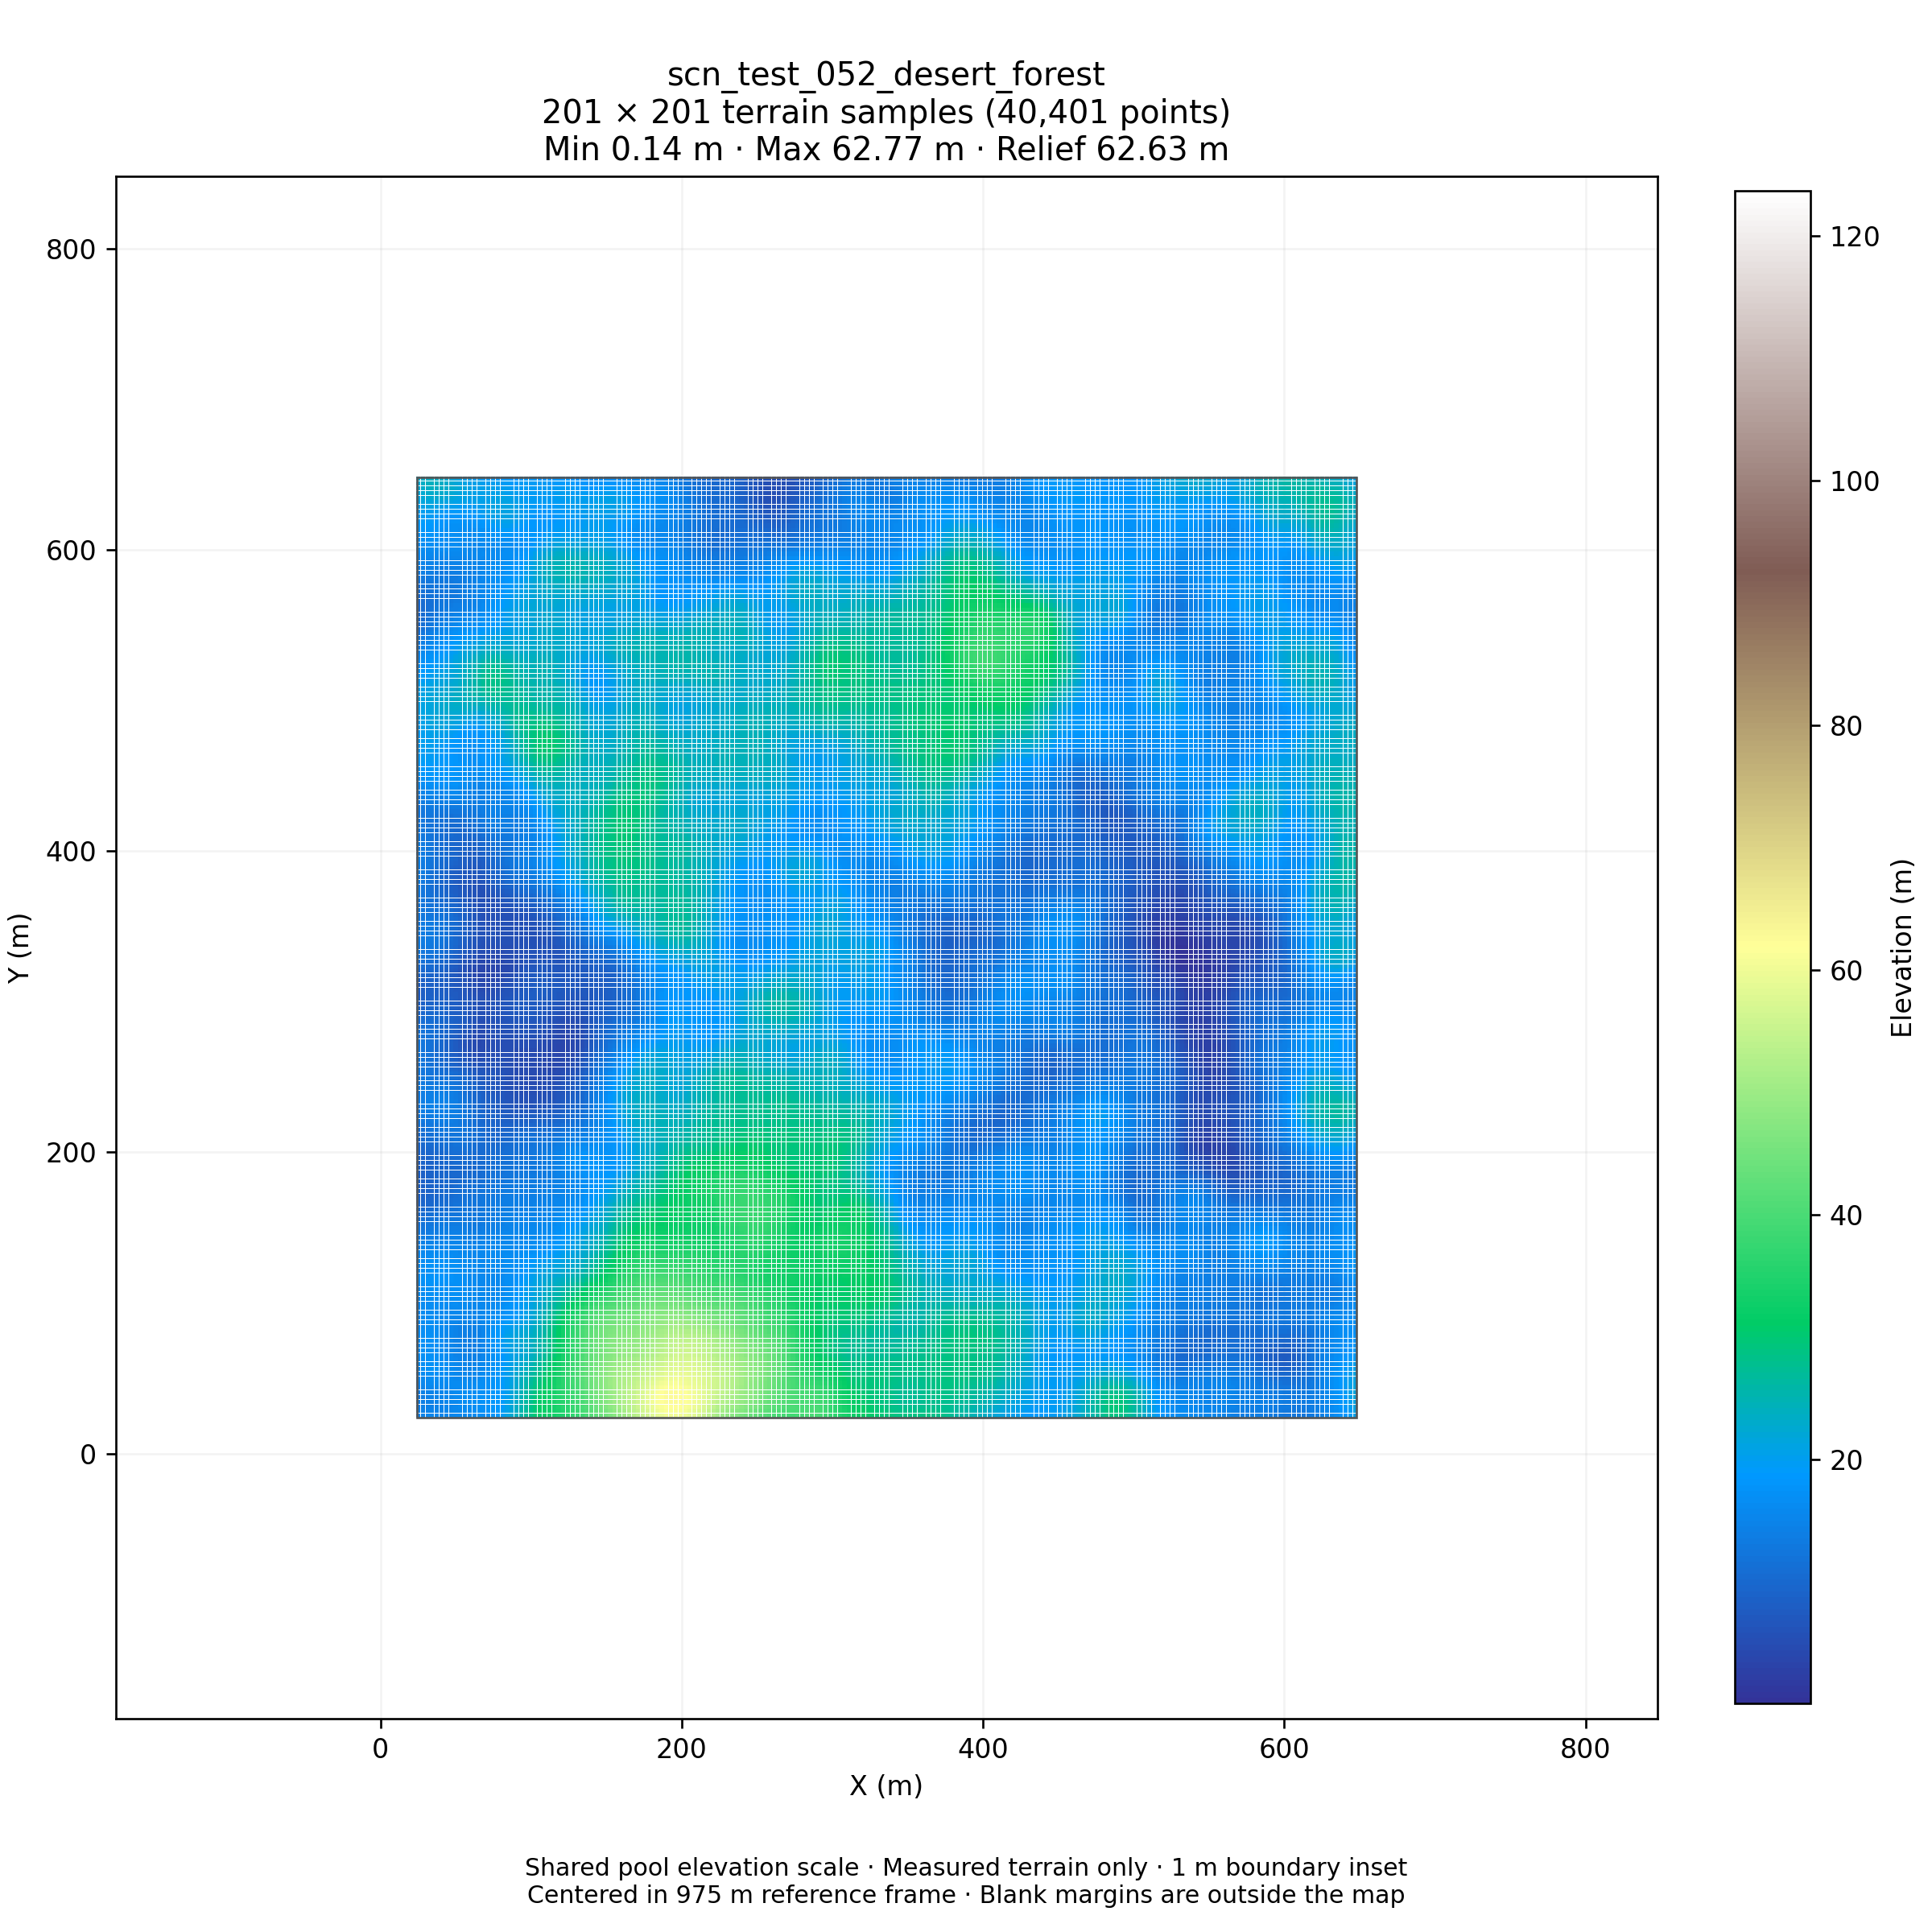 scn_test_052_desert_forest
201 × 201 terrain samples (40,401 points)
Min 0.14 m · Max 62.77 m · Relief 62.63 m
800
600
400
200
0
Y (m)
0
200
400
600
800
X (m)
120
100
80
60
40
20
Elevation (m)
Shared pool elevation scale · Measured terrain only · 1 m boundary inset
Centered in 975 m reference frame · Blank margins are outside the map